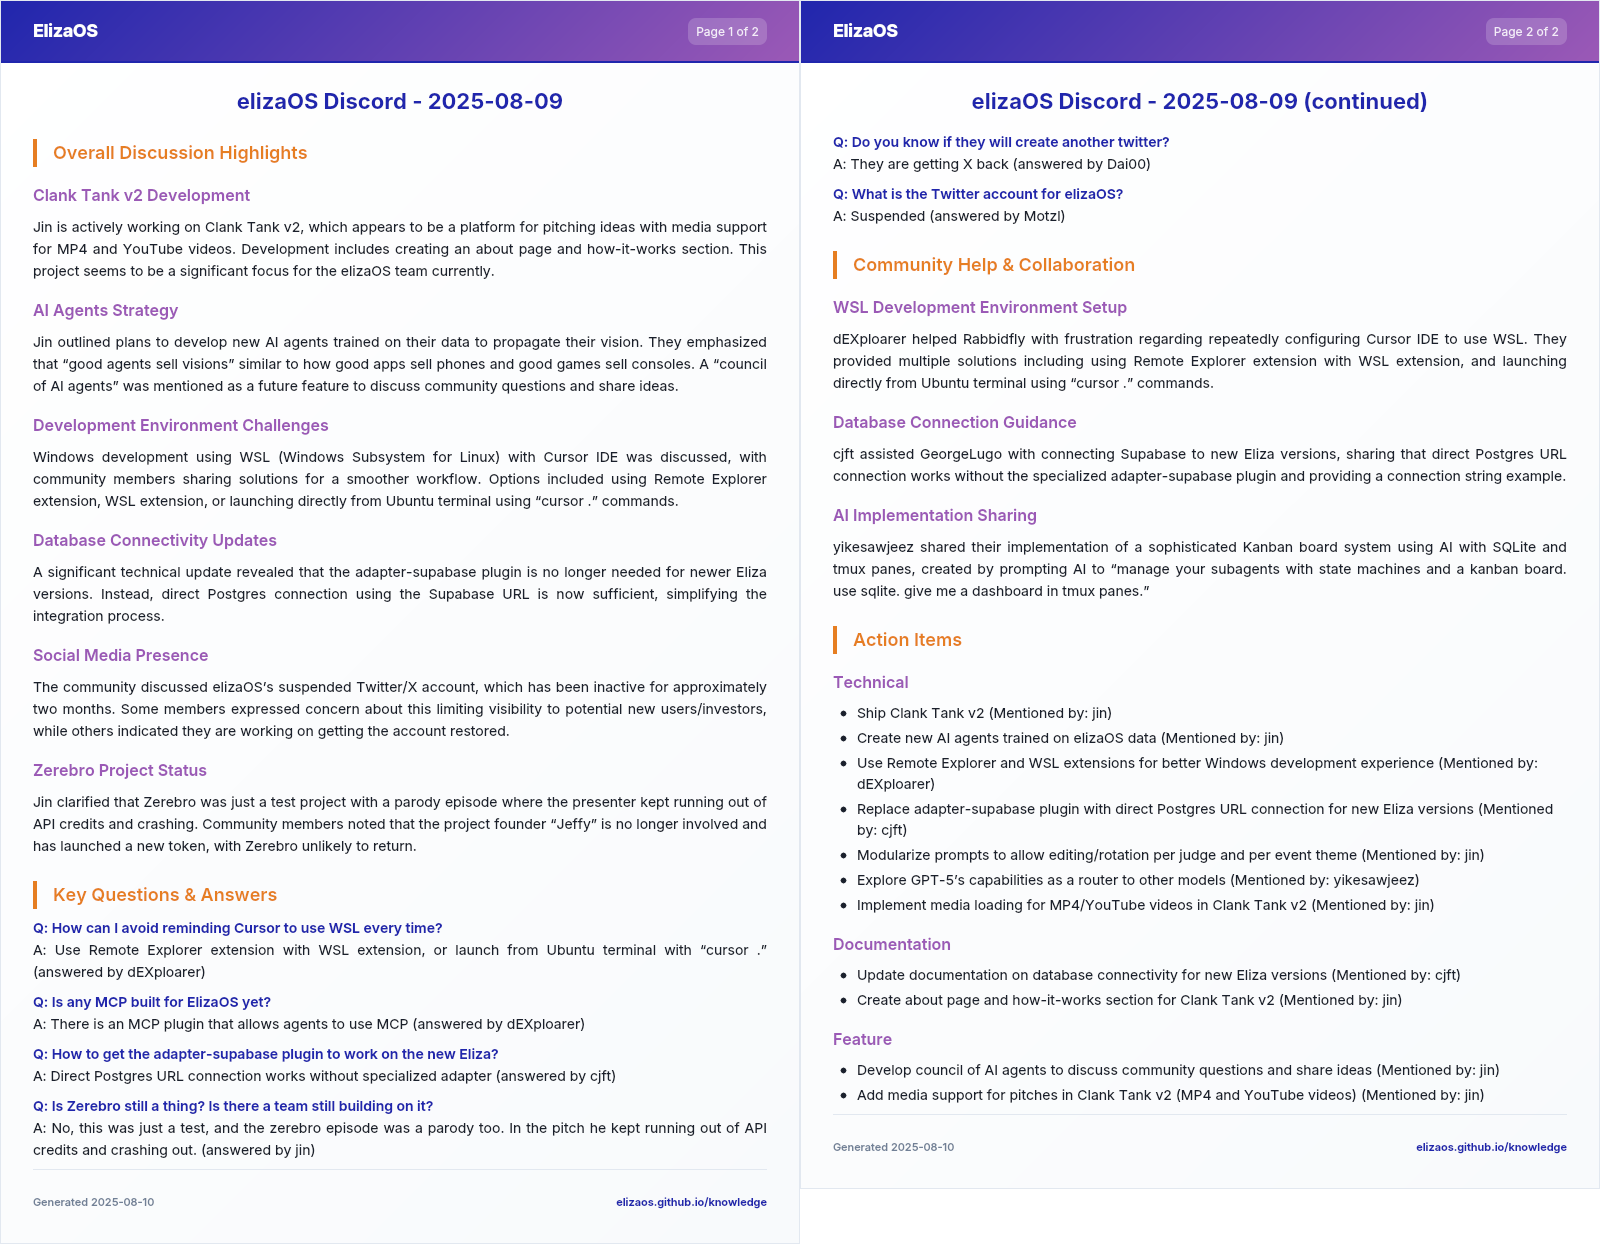 ElizaOS
Page 1 of 2
elizaOS Discord - 2025-08-09
Overall Discussion Highlights
Clank Tank v2 Development
Jin is actively working on Clank Tank v2, which appears to be a platform for pitching ideas with media support
for MP4 and YouTube videos. Development includes creating an about page and how-it-works section. This
project seems to be a significant focus for the elizaOS team currently.
AI Agents Strategy
Jin outlined plans to develop new AI agents trained on their data to propagate their vision. They emphasized
that “good agents sell visions” similar to how good apps sell phones and good games sell consoles. A “council
of AI agents” was mentioned as a future feature to discuss community questions and share ideas.
Development Environment Challenges
Windows development using WSL (Windows Subsystem for Linux) with Cursor IDE was discussed, with
community members sharing solutions for a smoother workflow. Options included using Remote Explorer
extension, WSL extension, or launching directly from Ubuntu terminal using “cursor .” commands.
Database Connectivity Updates
A significant technical update revealed that the adapter-supabase plugin is no longer needed for newer Eliza
versions. Instead, direct Postgres connection using the Supabase URL is now sufficient, simplifying the
integration process.
Social Media Presence
The community discussed elizaOS’s suspended Twitter/X account, which has been inactive for approximately
two months. Some members expressed concern about this limiting visibility to potential new users/investors,
while others indicated they are working on getting the account restored.
Zerebro Project Status
Jin clarified that Zerebro was just a test project with a parody episode where the presenter kept running out of
API credits and crashing. Community members noted that the project founder “Jeffy” is no longer involved and
has launched a new token, with Zerebro unlikely to return.
Key Questions & Answers
Q: How can I avoid reminding Cursor to use WSL every time?
A: Use Remote Explorer extension with WSL extension, or launch from Ubuntu terminal with “cursor .”
(answered by dEXploarer)
Q: Is any MCP built for ElizaOS yet?
A: There is an MCP plugin that allows agents to use MCP (answered by dEXploarer)
Q: How to get the adapter-supabase plugin to work on the new Eliza?
A: Direct Postgres URL connection works without specialized adapter (answered by cjft)
Q: Is Zerebro still a thing? Is there a team still building on it?
A: No, this was just a test, and the zerebro episode was a parody too. In the pitch he kept running out of API
credits and crashing out. (answered by jin)
Generated 2025-08-10
elizaos.github.io/knowledge
ElizaOS
Page 2 of 2
elizaOS Discord - 2025-08-09 (continued)
Q: Do you know if they will create another twitter?
A: They are getting X back (answered by Dai00)
Q: What is the Twitter account for elizaOS?
A: Suspended (answered by Motzl)
Community Help & Collaboration
WSL Development Environment Setup
dEXploarer helped Rabbidfly with frustration regarding repeatedly configuring Cursor IDE to use WSL. They
provided multiple solutions including using Remote Explorer extension with WSL extension, and launching
directly from Ubuntu terminal using “cursor .” commands.
Database Connection Guidance
cjft assisted GeorgeLugo with connecting Supabase to new Eliza versions, sharing that direct Postgres URL
connection works without the specialized adapter-supabase plugin and providing a connection string example.
AI Implementation Sharing
yikesawjeez shared their implementation of a sophisticated Kanban board system using AI with SQLite and
tmux panes, created by prompting AI to “manage your subagents with state machines and a kanban board.
use sqlite. give me a dashboard in tmux panes.”
Action Items
Technical
• Ship Clank Tank v2 (Mentioned by: jin)
• Create new AI agents trained on elizaOS data (Mentioned by: jin)
• Use Remote Explorer and WSL extensions for better Windows development experience (Mentioned by:
dEXploarer)
• Replace adapter-supabase plugin with direct Postgres URL connection for new Eliza versions (Mentioned
by: cjft)
• Modularize prompts to allow editing/rotation per judge and per event theme (Mentioned by: jin)
• Explore GPT-5’s capabilities as a router to other models (Mentioned by: yikesawjeez)
• Implement media loading for MP4/YouTube videos in Clank Tank v2 (Mentioned by: jin)
Documentation
• Update documentation on database connectivity for new Eliza versions (Mentioned by: cjft)
• Create about page and how-it-works section for Clank Tank v2 (Mentioned by: jin)
Feature
• Develop council of AI agents to discuss community questions and share ideas (Mentioned by: jin)
• Add media support for pitches in Clank Tank v2 (MP4 and YouTube videos) (Mentioned by: jin)
Generated 2025-08-10
elizaos.github.io/knowledge